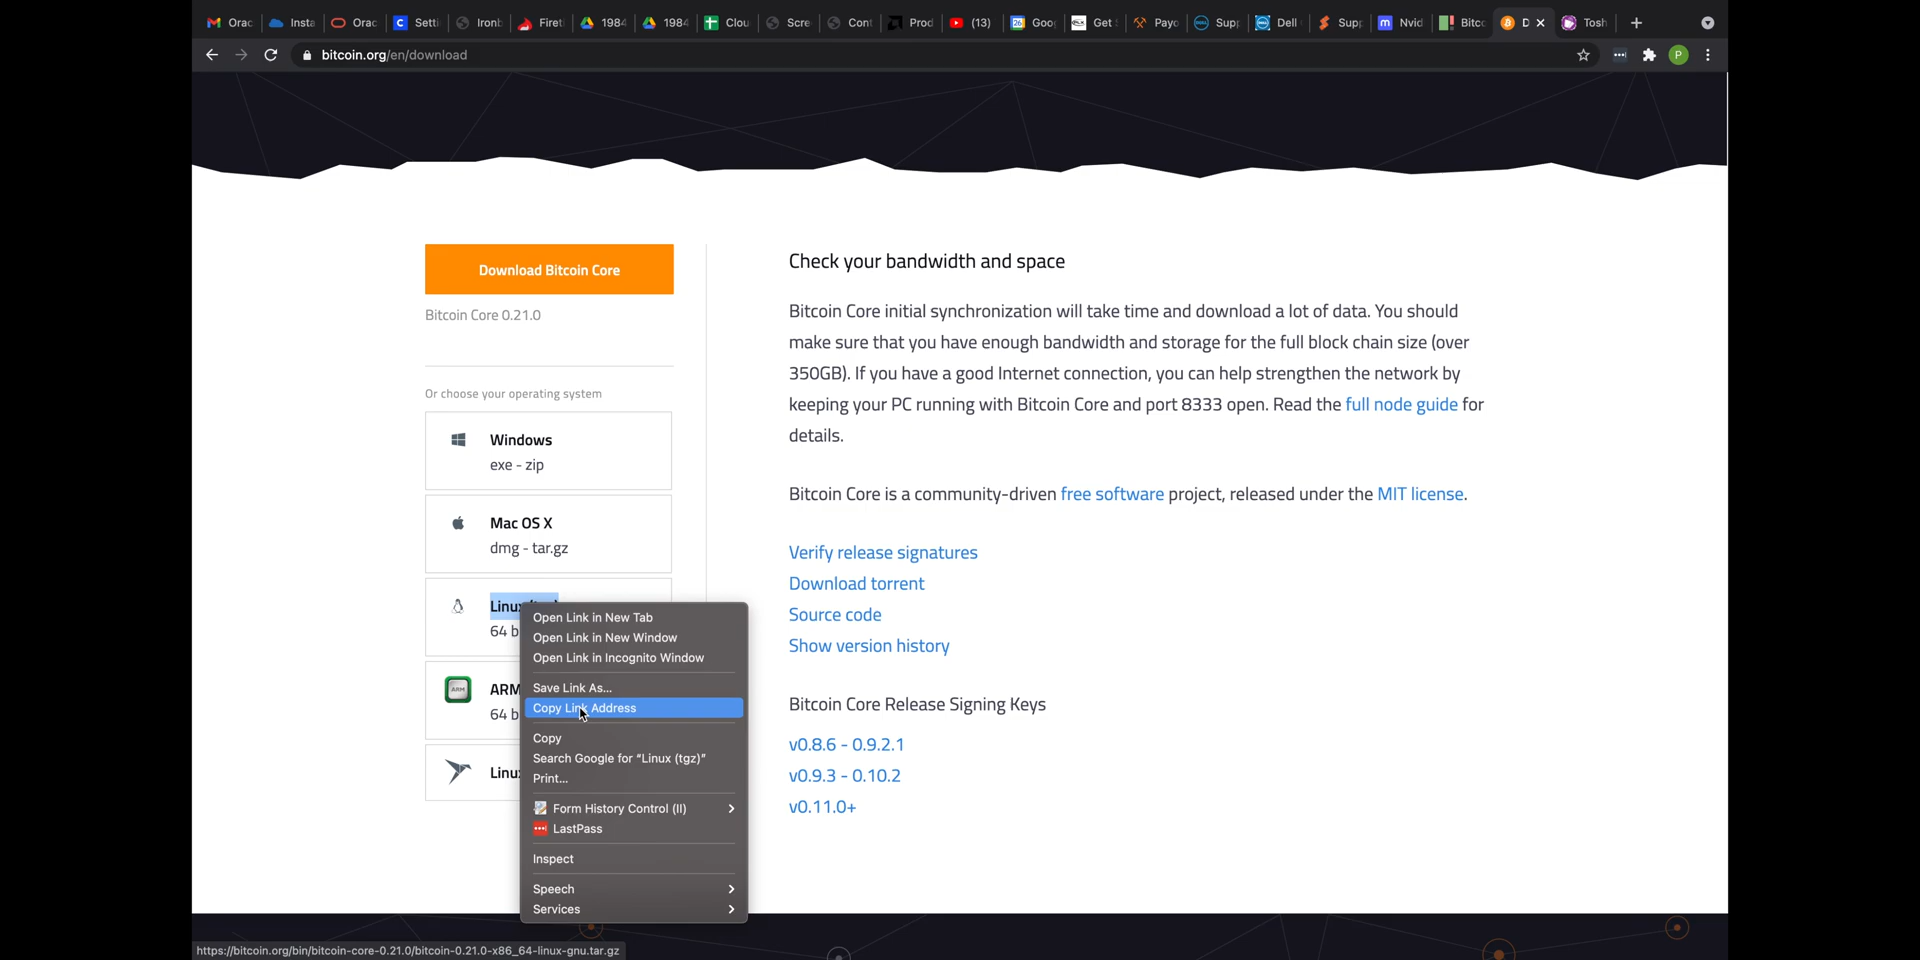 Orac
Insta
Orac
Setti
Ironb
Firet
1984
1984
Clou
Scre
Conf
Prod
(13)
Goog
Get
Payo
Supp
Dell
Supp
Nvid
Bitco
D
Tosh
bitcoin.org/en/download
P
Download Bitcoin Core
Bitcoin Core 0.21.0
Or choose your operating system
Windows
exe - zip
Mac OS X
dmg - tar.gz
Linux
64 b
ARM
ARM
64 b
Linux
Open Link in New Tab
Open Link in New Window
Open Link in Incognito Window
Save Link As...
Copy Link Address
Copy
Search Google for “Linux (tgz)”
Print...
Form History Control (II)
LastPass
Inspect
Speech
Services
Check your bandwidth and space
Bitcoin Core initial synchronization will take time and download a lot of data. You should
make sure that you have enough bandwidth and storage for the full block chain size (over
350GB). If you have a good Internet connection, you can help strengthen the network by
keeping your PC running with Bitcoin Core and port 8333 open. Read the full node guide for
details.
Bitcoin Core is a community-driven free software project, released under the MIT license.
Verify release signatures
Download torrent
Source code
Show version history
Bitcoin Core Release Signing Keys
v0.8.6 - 0.9.2.1
v0.9.3 - 0.10.2
v0.11.0+
https://bitcoin.org/bin/bitcoin-core-0.21.0/bitcoin-0.21.0-x86_64-linux-gnu.tar.gz